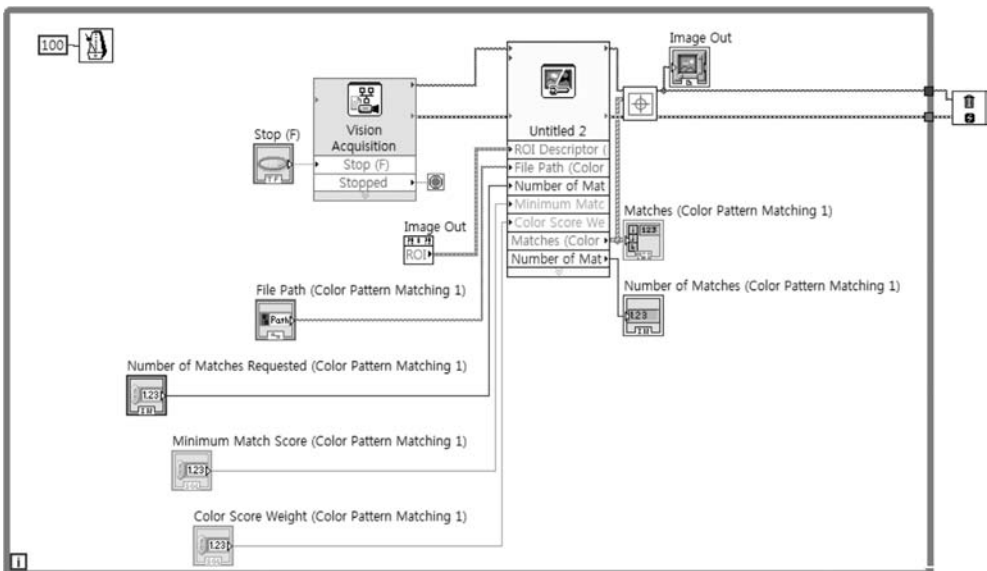 100
Image Out
Vision
Acquisition
Stop (F)
Stopped
Stop (F)
TF
Untitled 2
ROI Descriptor (
File Path (Color
Number of Mat
Minimum Matc
Color Score We
Matches (Color
Number of Mat
Image Out
ROI
Matches (Color Pattern Matching 1)
123
File Path (Color Pattern Matching 1)
Path
Number of Matches (Color Pattern Matching 1)
1.23
Number of Matches Requested (Color Pattern Matching 1)
1.23
Minimum Match Score (Color Pattern Matching 1)
1.23
Color Score Weight (Color Pattern Matching 1)
1.23
i